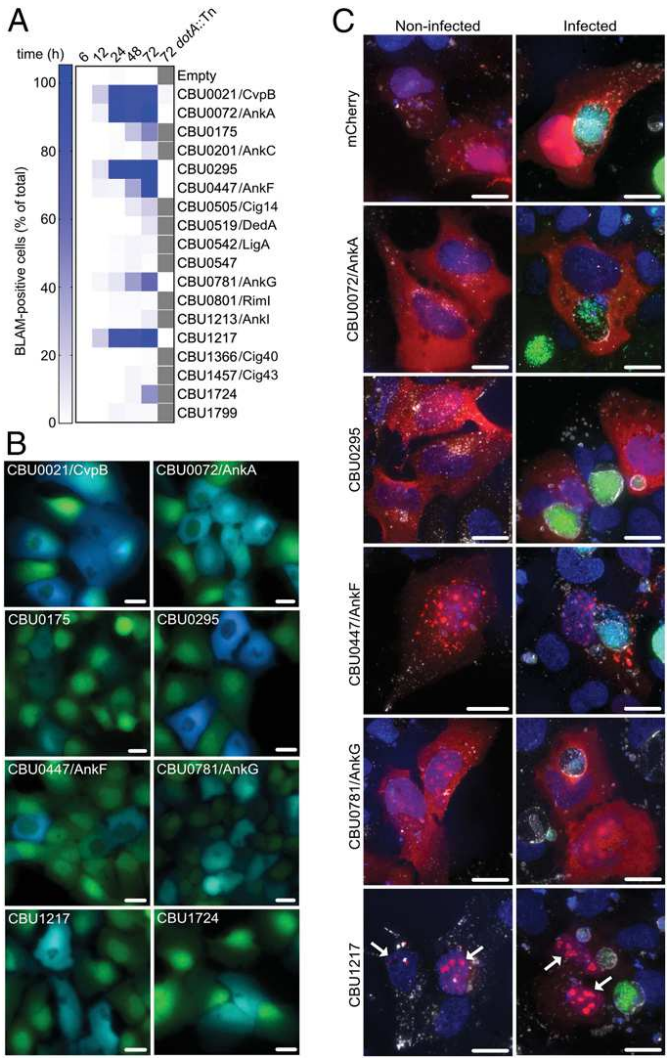 A
time (h)
6
12
24
48
72
72 dotA::Tn
100
80
60
40
20
0
BLAM-positive cells (% of total)
Empty
CBU0021/CvpB
CBU0072/AnkA
CBU0175
CBU0201/AnkC
CBU0295
CBU0447/AnkF
CBU0505/Cig14
CBU0519/DedA
CBU0542/LigA
CBU0547
CBU0781/AnkG
CBU0801/RimI
CBU1213/AnkI
CBU1217
CBU1366/Cig40
CBU1457/Cig43
CBU1724
CBU1799
B
CBU0021/CvpB
CBU0072/AnkA
CBU0175
CBU0295
CBU0447/AnkF
CBU0781/AnkG
CBU1217
CBU1724
C
Non-infected
Infected
mCherry
CBU0072/AnkA
CBU0295
CBU0447/AnkF
CBU0781/AnkG
CBU1217